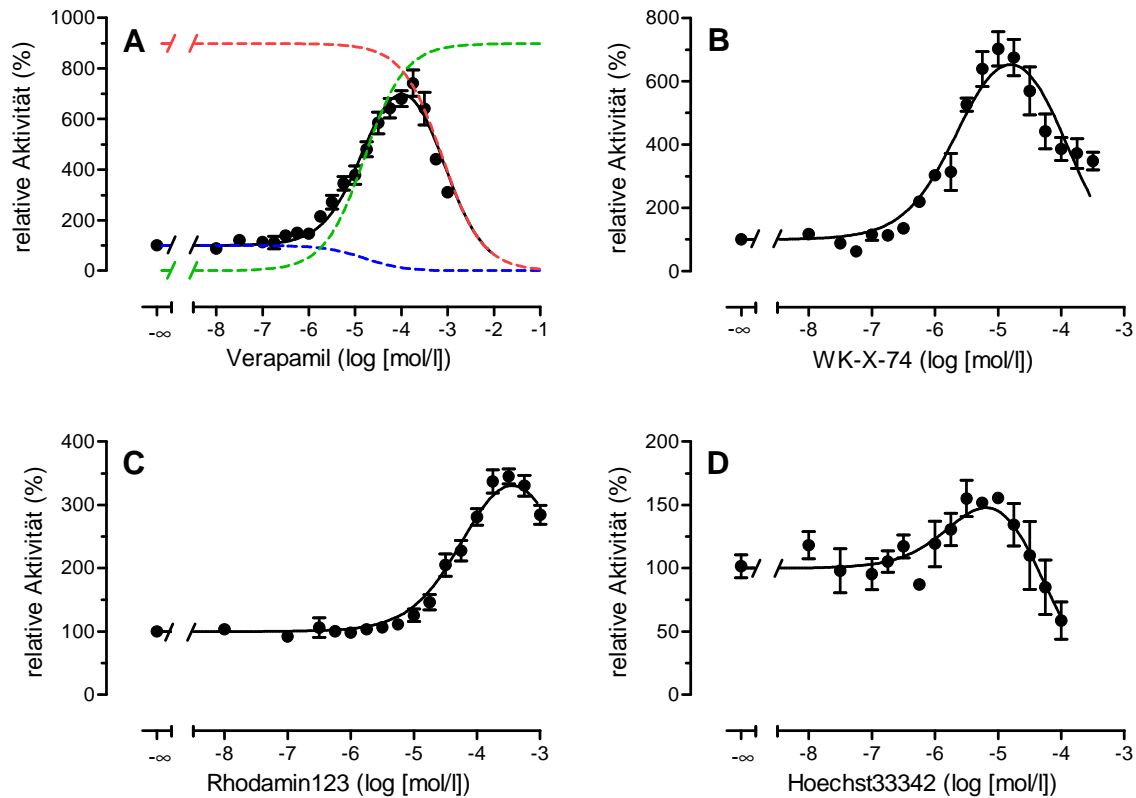 A
relative Aktivität (%)
1000
800
600
400
200
0
-∞ -8 -7 -6 -5 -4 -3 -2 -1
Verapamil (log [mol/l])
B
relative Aktivität (%)
800
600
400
200
0
-∞ -8 -7 -6 -5 -4 -3
WK-X-74 (log [mol/l])
C
relative Aktivität (%)
400
300
200
100
0
-∞ -8 -7 -6 -5 -4 -3
Rhodamin123 (log [mol/l])
D
relative Aktivität (%)
200
150
100
50
0
-∞ -8 -7 -6 -5 -4 -3
Hoechst33342 (log [mol/l])